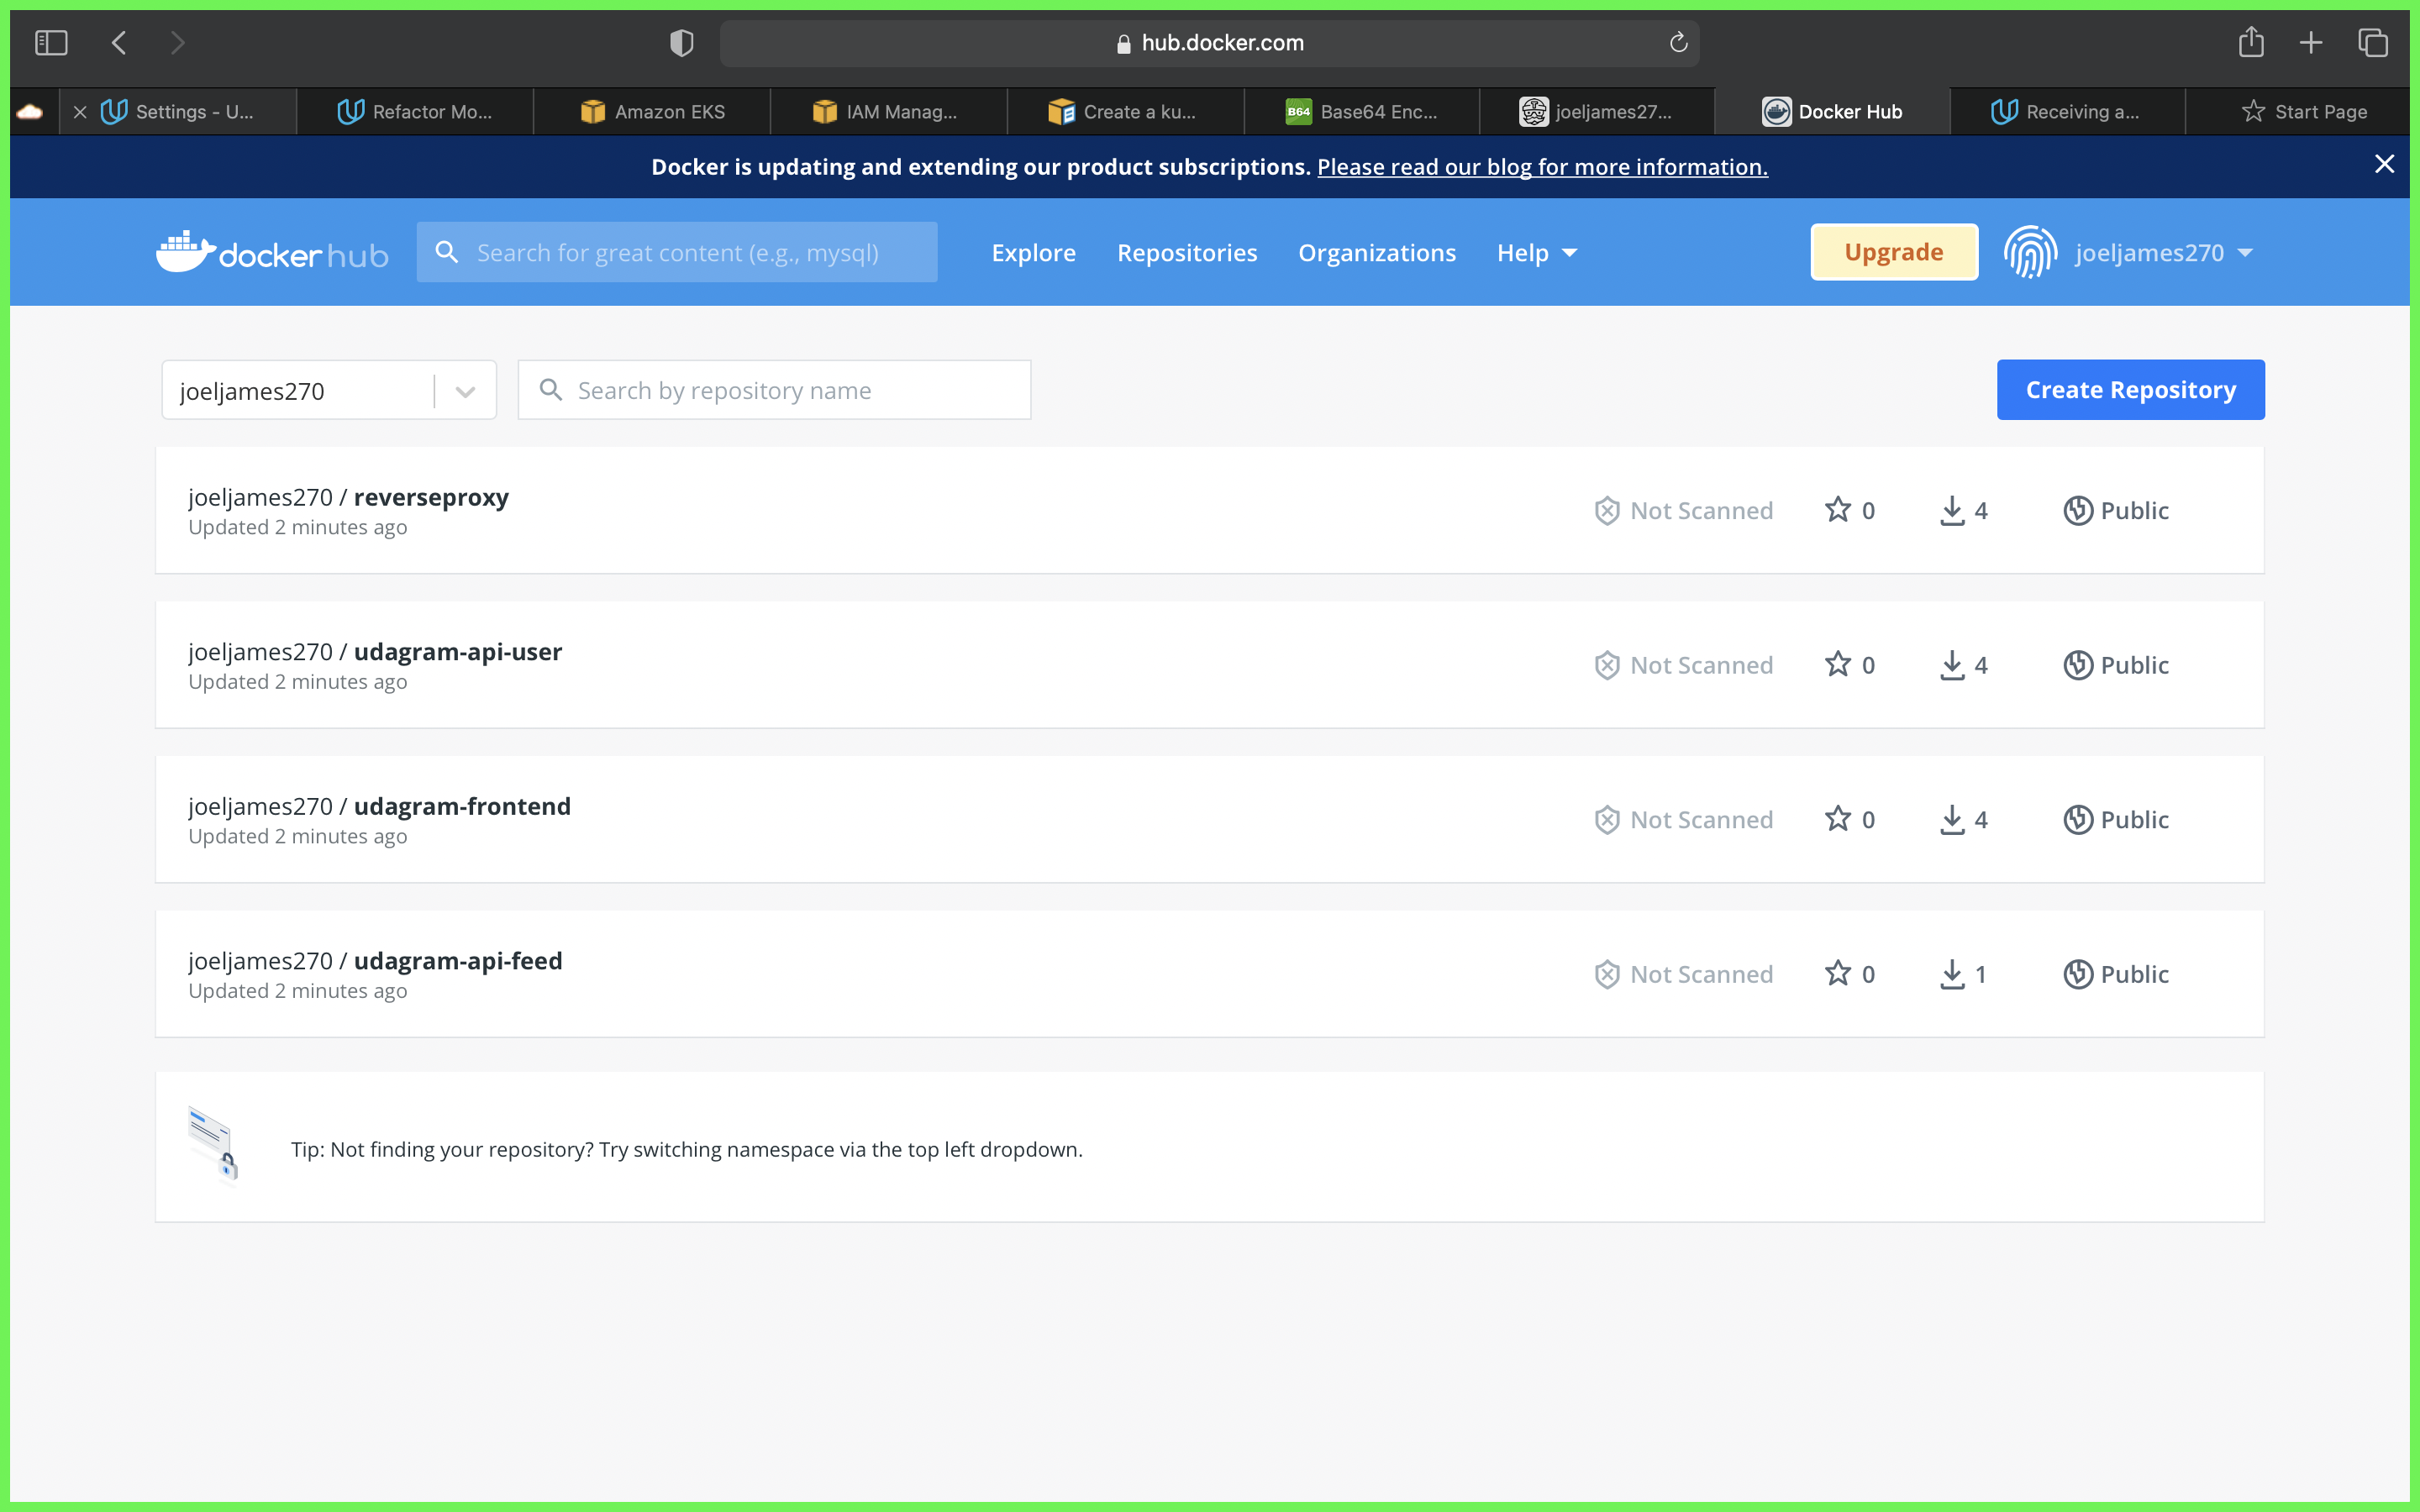 hub.docker.com
Settings - U...
Refactor Mo...
Amazon EKS
IAM Manag...
Create a ku...
B64 Base64 Enc...
joeljames27...
Docker Hub
Receiving a...
Start Page
Docker is updating and extending our product subscriptions. Please read our blog for more information.
docker hub
Search for great content (e.g., mysql)
Explore
Repositories
Organizations
Help
Upgrade
joeljames270
joeljames270
Search by repository name
Create Repository
joeljames270 / reverseproxy
Updated 2 minutes ago
Not Scanned
0
4
Public
joeljames270 / udagram-api-user
Updated 2 minutes ago
Not Scanned
0
4
Public
joeljames270 / udagram-frontend
Updated 2 minutes ago
Not Scanned
0
4
Public
joeljames270 / udagram-api-feed
Updated 2 minutes ago
Not Scanned
0
1
Public
Tip: Not finding your repository? Try switching namespace via the top left dropdown.